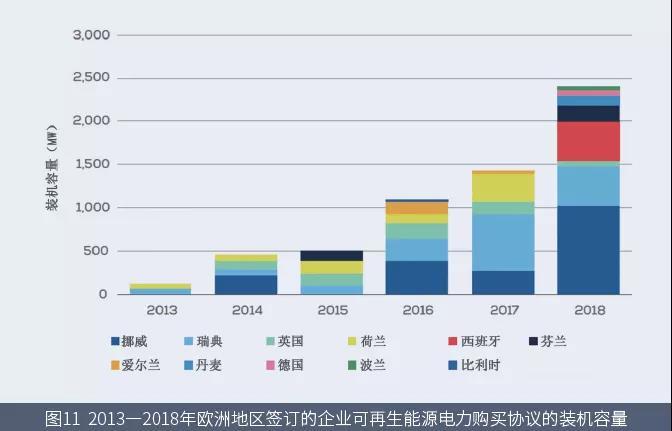 3,000
2,500
2,000
1,500
1,000
500
0
装机容量（MW）
2013 2014 2015 2016 2017 2018
挪威 瑞典 英国 荷兰 西班牙 芬兰
爱尔兰 丹麦 德国 波兰 比利时
图11 2013—2018年欧洲地区签订的企业可再生能源电力购买协议的装机容量